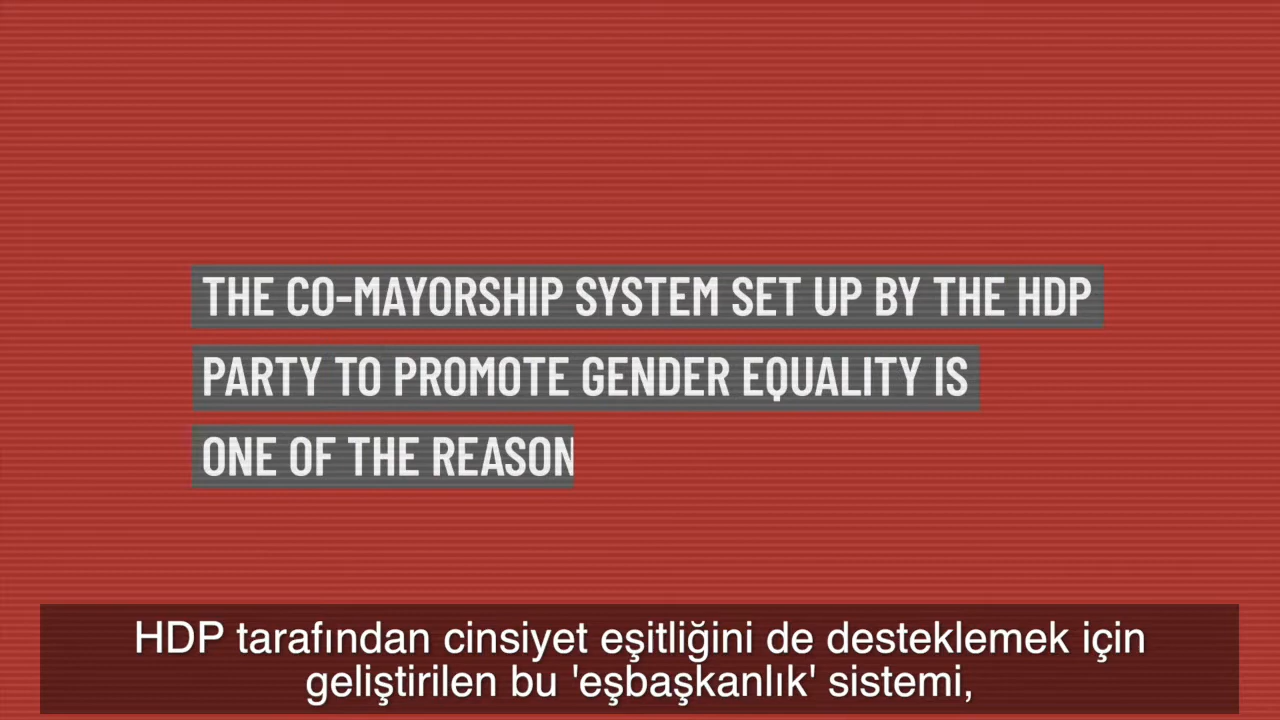 THE CO-MAYORSHIP SYSTEM SET UP BY THE HDP
PARTY TO PROMOTE GENDER EQUALITY IS
ONE OF THE REASON
HDP tarafından cinsiyet eşitliğini de desteklemek için
geliştirilen bu 'eşbaşkanlık' sistemi,